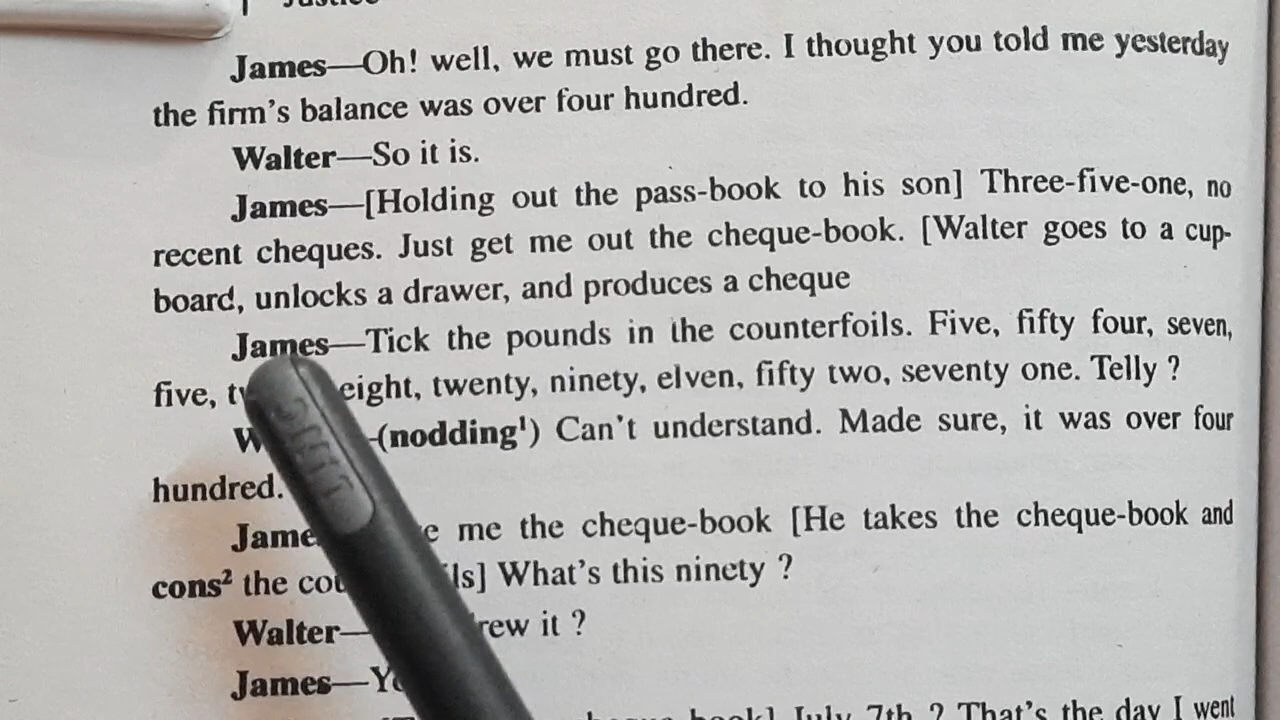 Justice
James—Oh! well, we must go there. I thought you told me yesterday
the firm's balance was over four hundred.
Walter—So it is.
James—[Holding out the pass-book to his son] Three-five-one, no
recent cheques. Just get me out the cheque-book. [Walter goes to a cup-
board, unlocks a drawer, and produces a cheque
James—Tick the pounds in the counterfoils. Five, fifty four, seven,
five, eight, twenty, ninety, elven, fifty two, seventy one. Telly ?
(nodding¹) Can't understand. Made sure, it was over four
hundred.
me the cheque-book [He takes the cheque-book and
cons² the What's this ninety ?
Walter— it ?
James—
book] July 7th ? That's the day I went